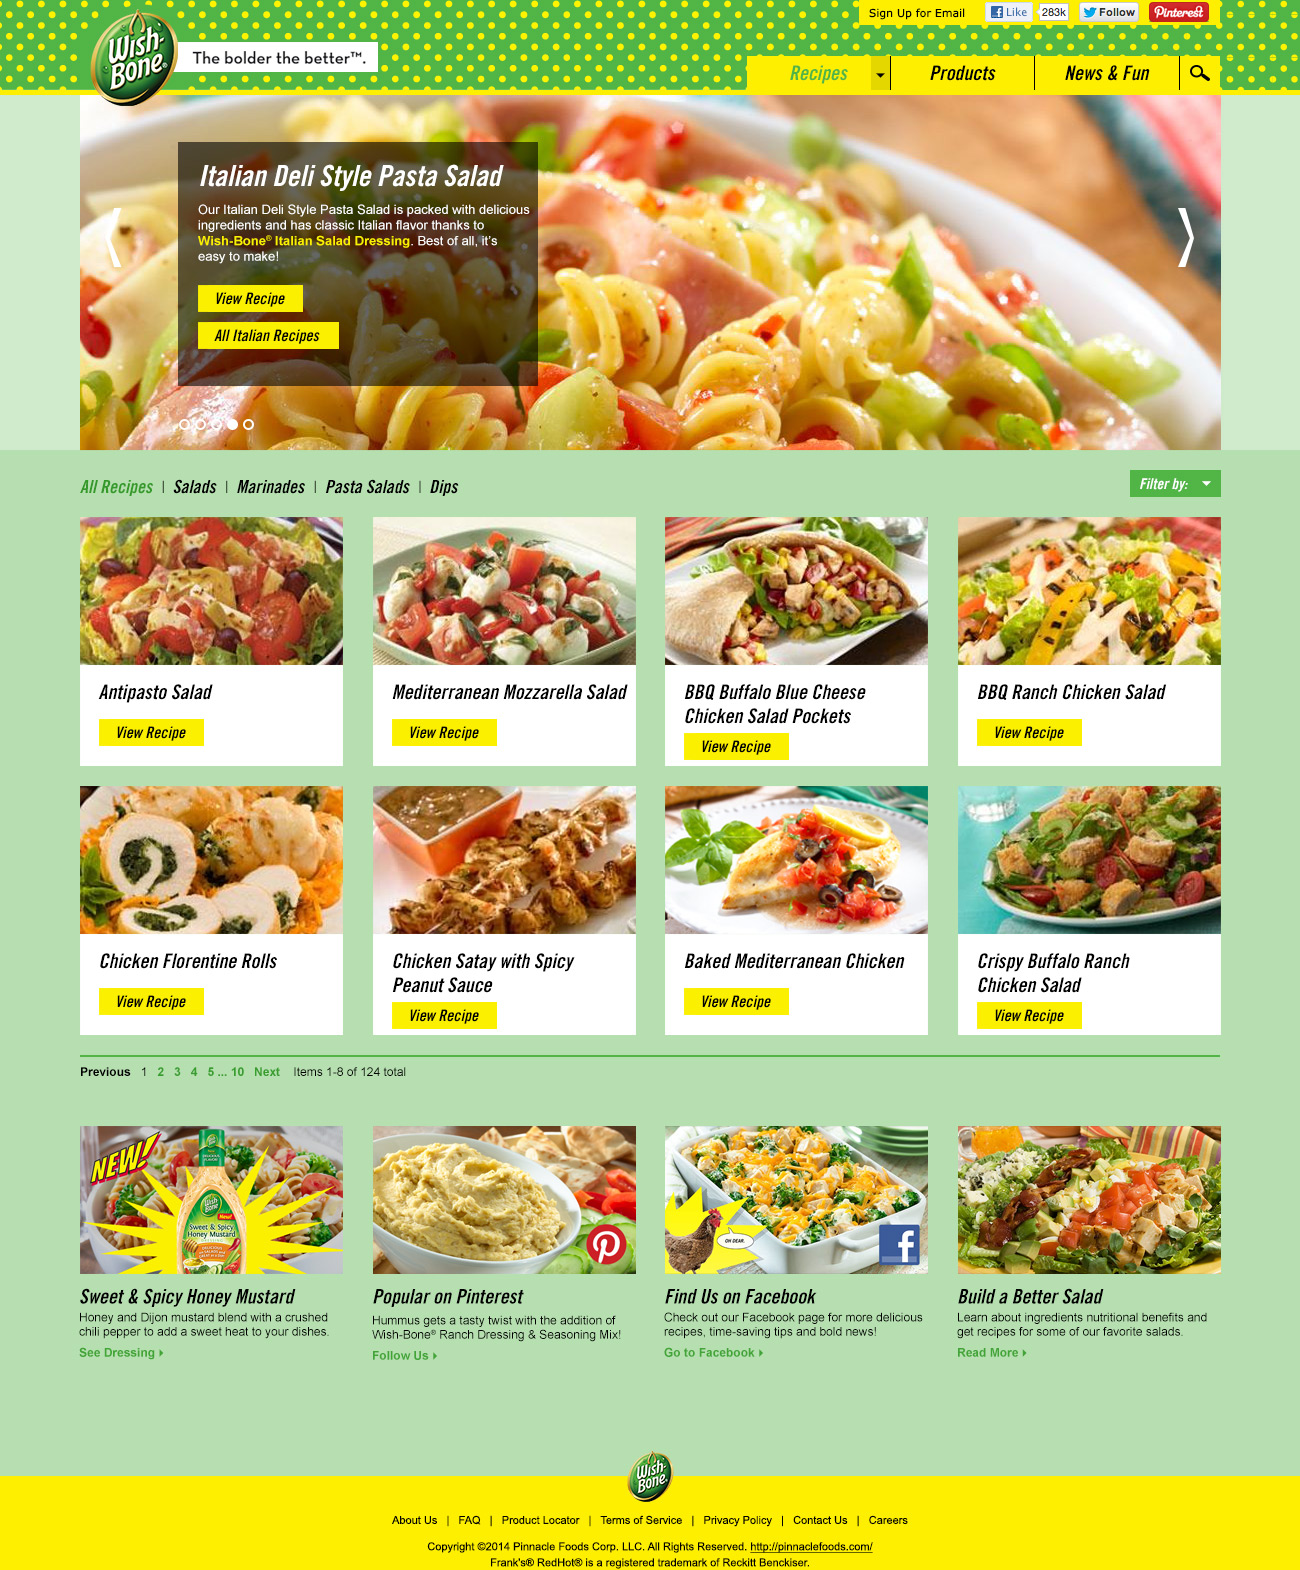 Sign Up for Email
Like
283k
Follow
Pinterest
Wish-
Bone®
The bolder the better™.
Recipes
Products
News & Fun
Italian Deli Style Pasta Salad
Our Italian Deli Style Pasta Salad is packed with delicious
ingredients and has classic Italian flavor thanks to
Wish-Bone® Italian Salad Dressing. Best of all, it's
easy to make!
View Recipe
All Italian Recipes
All Recipes | Salads | Marinades | Pasta Salads | Dips
Filter by:
Antipasto Salad
View Recipe
Mediterranean Mozzarella Salad
View Recipe
BBQ Buffalo Blue Cheese
Chicken Salad Pockets
View Recipe
BBQ Ranch Chicken Salad
View Recipe
Chicken Florentine Rolls
View Recipe
Chicken Satay with Spicy
Peanut Sauce
View Recipe
Baked Mediterranean Chicken
View Recipe
Crispy Buffalo Ranch
Chicken Salad
View Recipe
Previous 1 2 3 4 5 ... 10 Next Items 1-8 of 124 total
NEW!
Wish-
Bone
New!
Sweet & Spicy
Honey Mustard
Sweet & Spicy Honey Mustard
Honey and Dijon mustard blend with a crushed
chili pepper to add a sweet heat to your dishes.
See Dressing
Popular on Pinterest
Hummus gets a tasty twist with the addition of
Wish-Bone® Ranch Dressing & Seasoning Mix!
Follow Us
OH DEAR.
Find Us on Facebook
Check out our Facebook page for more delicious
recipes, time-saving tips and bold news!
Go to Facebook
Build a Better Salad
Learn about ingredients nutritional benefits and
get recipes for some of our favorite salads.
Read More
Wish-
Bone®
About Us | FAQ | Product Locator | Terms of Service | Privacy Policy | Contact Us | Careers
Copyright ©2014 Pinnacle Foods Corp. LLC. All Rights Reserved. http://pinnaclefoods.com/
Frank's® RedHot® is a registered trademark of Reckitt Benckiser.